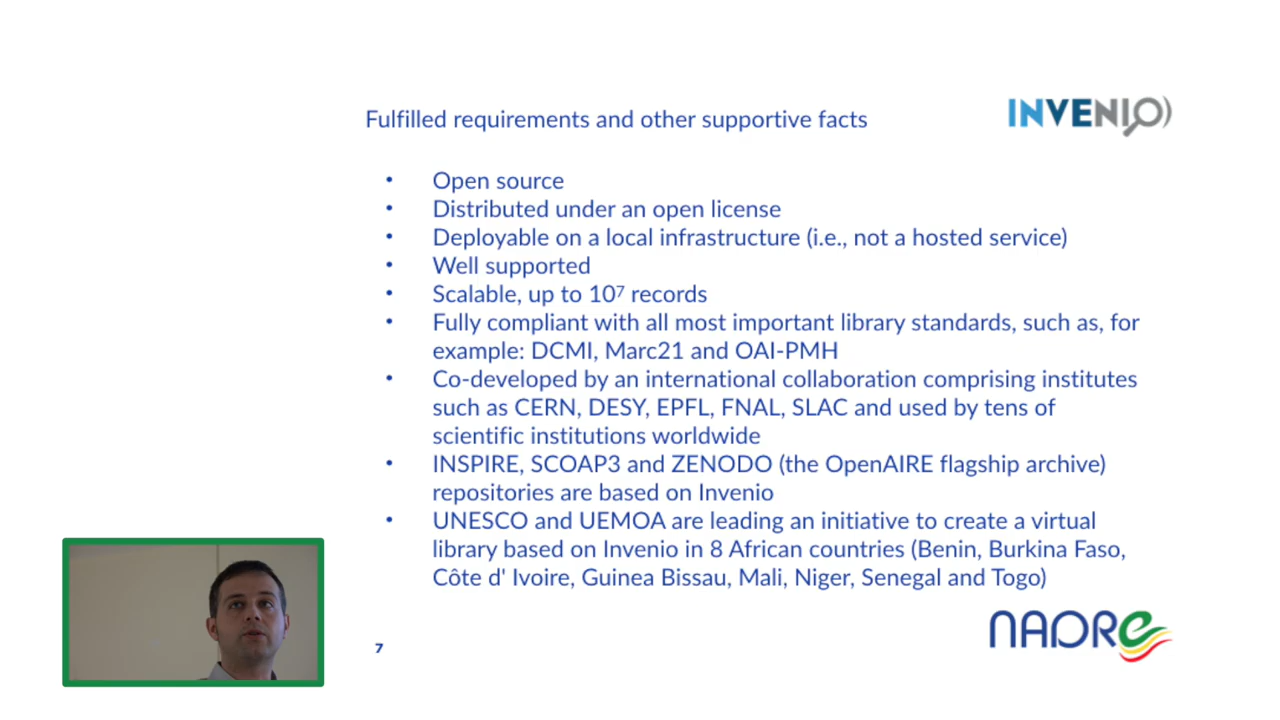 INVENIO
Fulfilled requirements and other supportive facts
• Open source
• Distributed under an open license
• Deployable on a local infrastructure (i.e., not a hosted service)
• Well supported
• Scalable, up to 10⁷ records
• Fully compliant with all most important library standards, such as, for
example: DCMI, Marc21 and OAI-PMH
• Co-developed by an international collaboration comprising institutes
such as CERN, DESY, EPFL, FNAL, SLAC and used by tens of
scientific institutions worldwide
• INSPIRE, SCOAP3 and ZENODO (the OpenAIRE flagship archive)
repositories are based on Invenio
• UNESCO and UEMOA are leading an initiative to create a virtual
library based on Invenio in 8 African countries (Benin, Burkina Faso,
Côte d' Ivoire, Guinea Bissau, Mali, Niger, Senegal and Togo)
NADRe
7